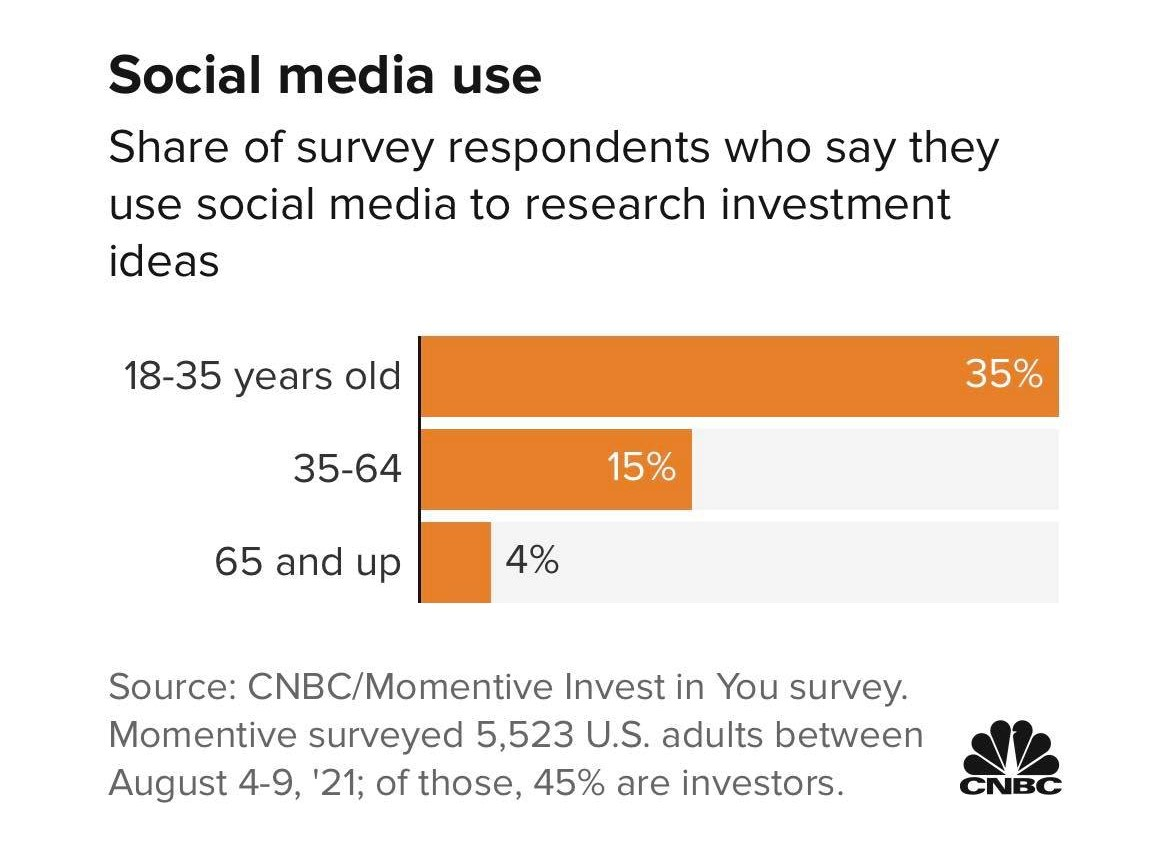 Social media use
Share of survey respondents who say they
use social media to research investment
ideas
18-35 years old 35%
35-64 15%
65 and up 4%
Source: CNBC/Momentive Invest in You survey.
Momentive surveyed 5,523 U.S. adults between
August 4-9, '21; of those, 45% are investors.
CNBC